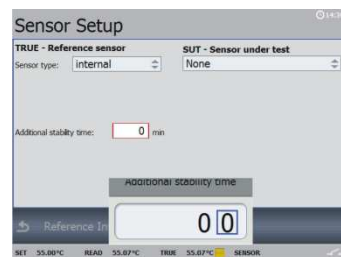 Sensor Setup
TRUE - Reference sensor
SUT - Sensor under test
Sensor type: internal
None
Additional stability time: 0 min
Additional stability time
0 0
Reference In
SET 55.00°C READ 55.07°C TRUE 55.07°C SENSOR